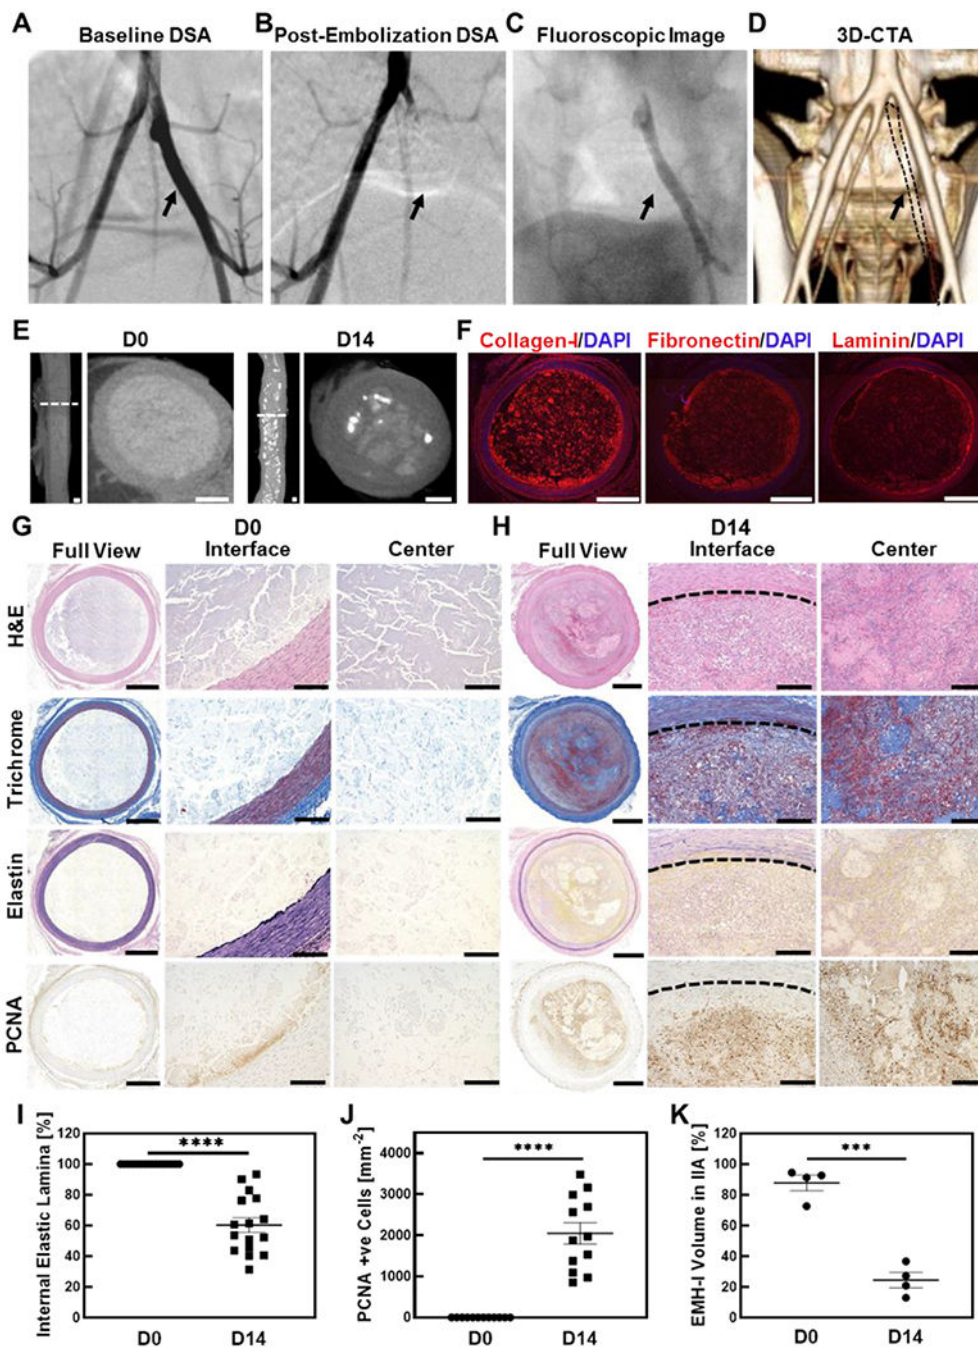 A B C D
Baseline DSA Post-Embolization DSA Fluoroscopic Image 3D-CTA
E D0 D14 F
Collagen-I/DAPI Fibronectin/DAPI Laminin/DAPI
G D0 H D14
Full View Interface Center Full View Interface Center
H&E
Trichrome
Elastin
PCNA
I
Internal Elastic Lamina [%]
120
100
80
60
40
20
0
****
D0 D14
J
PCNA +ve Cells [mm-2]
4000
3000
2000
1000
0
****
D0 D14
K
EMH-I Volume in IIA [%]
120
100
80
60
40
20
0
***
D0 D14